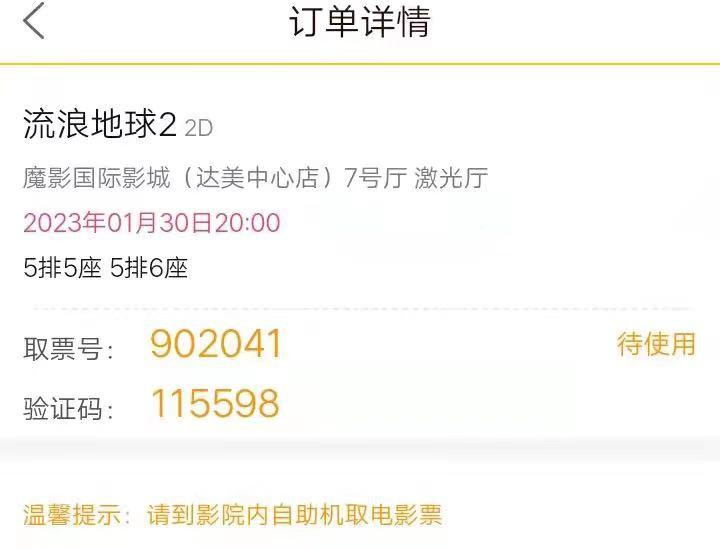 订单详情
流浪地球2 2D
魔影国际影城（达美中心店）7号厅 激光厅
2023年01月30日20:00
5排5座 5排6座
取票号： 902041 待使用
验证码： 115598
温馨提示：请到影院内自助机取电影票